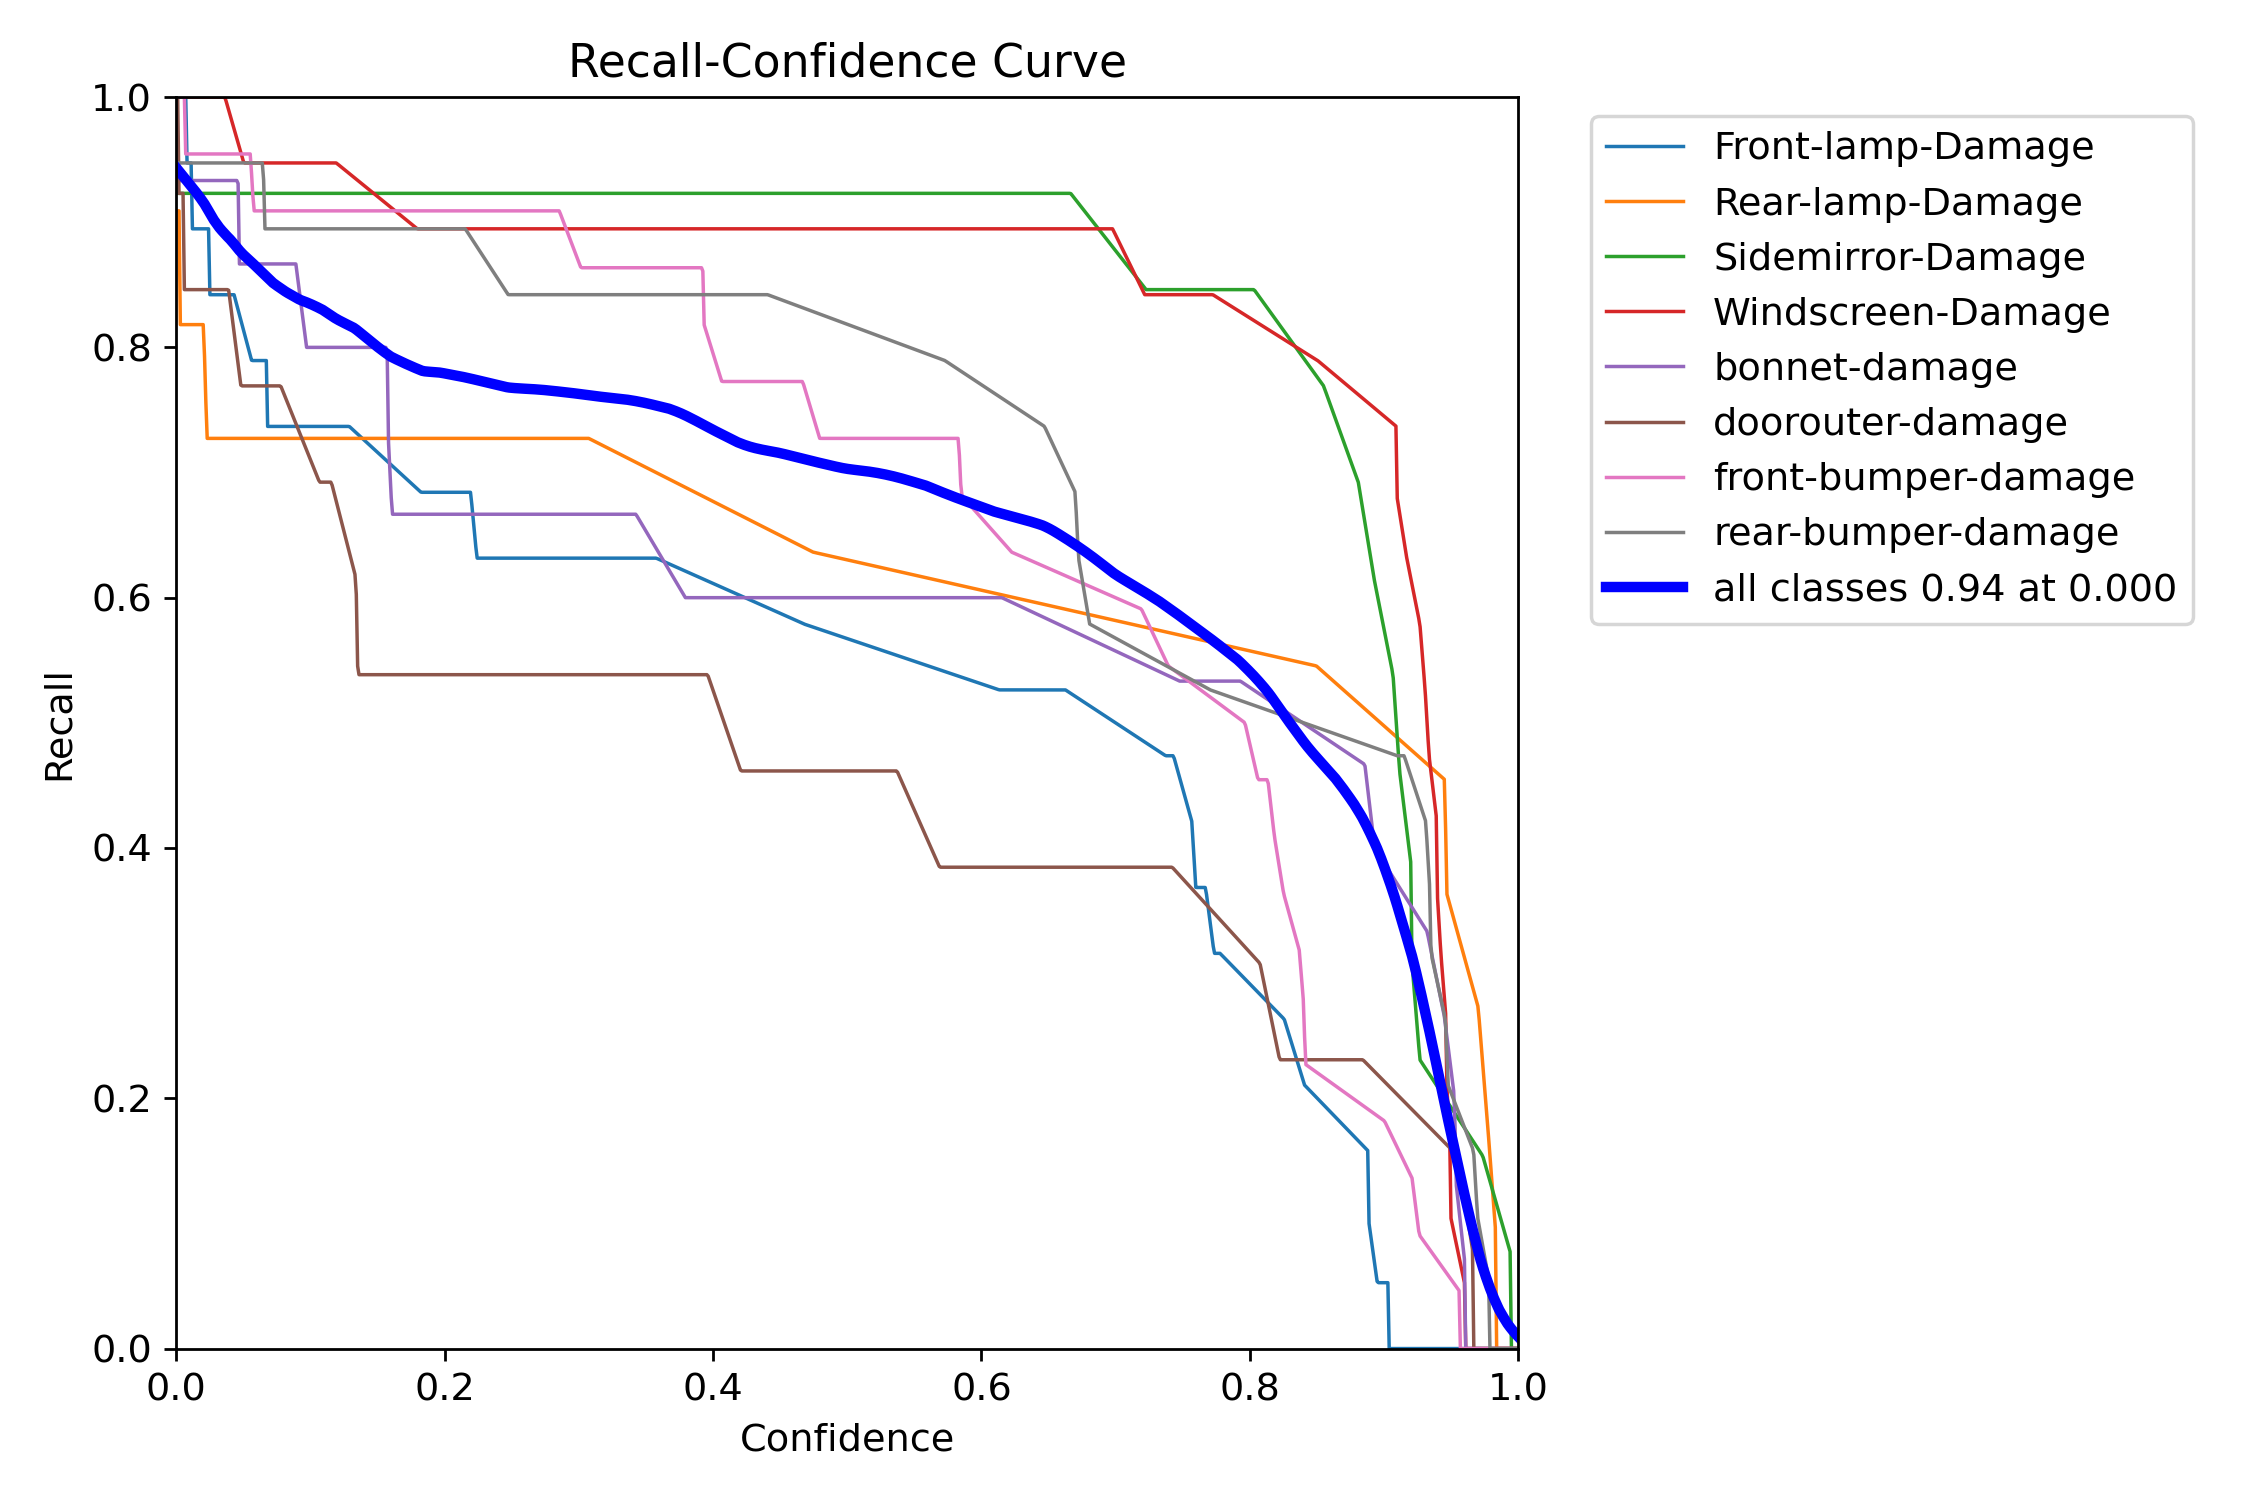 Recall-Confidence Curve
1.0
0.8
0.6
0.4
0.2
0.0
Recall
0.0 0.2 0.4 0.6 0.8 1.0
Confidence
Front-lamp-Damage
Rear-lamp-Damage
Sidemirror-Damage
Windscreen-Damage
bonnet-damage
doorouter-damage
front-bumper-damage
rear-bumper-damage
all classes 0.94 at 0.000